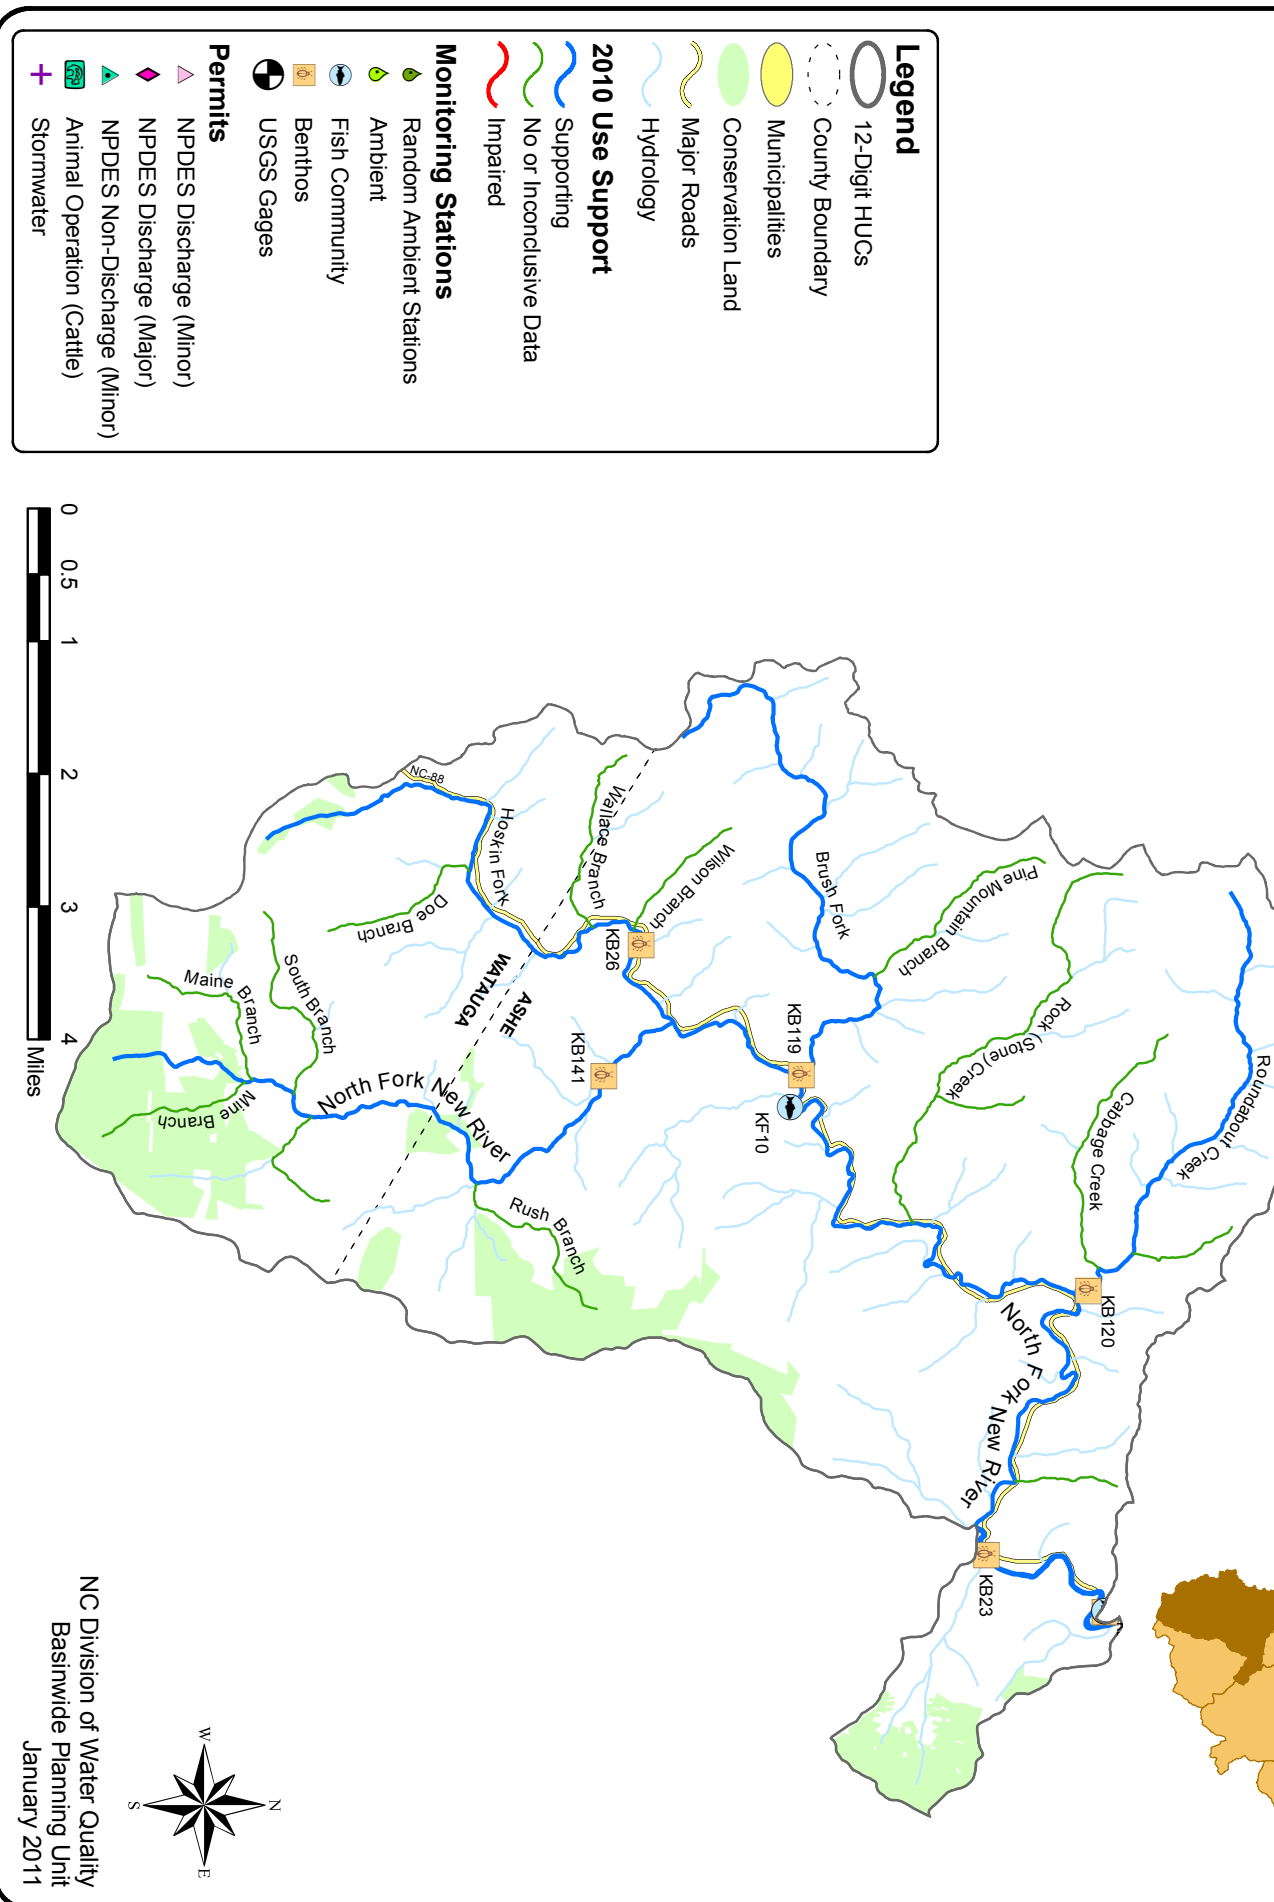 Legend
12-Digit HUCs
County Boundary
Municipalities
Conservation Land
Major Roads
Hydrology
2010 Use Support
Supporting
No or Inconclusive Data
Impaired
Monitoring Stations
Random Ambient Stations
Ambient
Fish Community
Benthos
USGS Gages
Permits
NPDES Discharge (Minor)
NPDES Discharge (Major)
NPDES Non-Discharge (Minor)
Animal Operation (Cattle)
Stormwater
0 0.5 1 2 3 4
Miles
Roundabout Creek
Cabbage Creek
Rock (Stone) Creek
Pine Mountain Branch
Brush Fork
Wilson Branch
Wallace Branch
NC-88
Hoskin Fork
Doe Branch
South Branch
Maine Branch
Mine Branch
North Fork New River
Rush Branch
WATAUGA
ASHE
KB26
KB141
KB119
KF10
KB120
North Fork New River
KB23
N
W
E
S
NC Division of Water Quality
Basinwide Planning Unit
January 2011